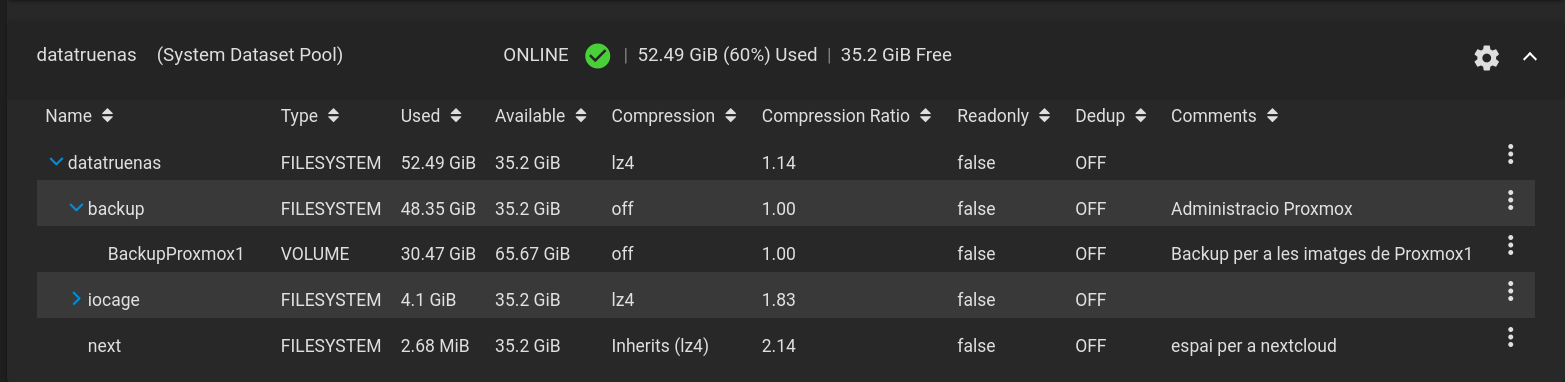 datatruenas (System Dataset Pool) ONLINE | 52.49 GiB (60%) Used | 35.2 GiB Free
Name Type Used Available Compression Compression Ratio Readonly Dedup Comments
datatruenas FILESYSTEM 52.49 GiB 35.2 GiB lz4 1.14 false OFF
backup FILESYSTEM 48.35 GiB 35.2 GiB off 1.00 false OFF Administracio Proxmox
BackupProxmox1 VOLUME 30.47 GiB 65.67 GiB off 1.00 false OFF Backup per a les imatges de Proxmox1
iocage FILESYSTEM 4.1 GiB 35.2 GiB lz4 1.83 false OFF
next FILESYSTEM 2.68 MiB 35.2 GiB Inherits (lz4) 2.14 false OFF espai per a nextcloud